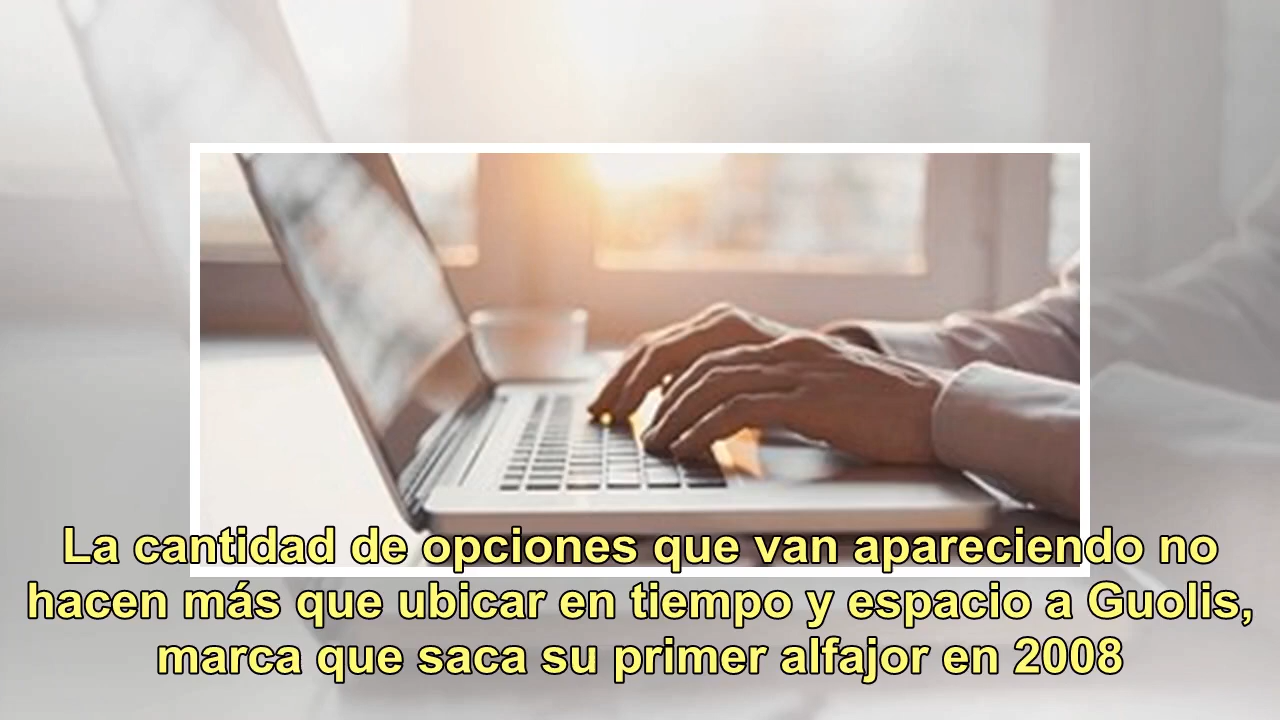 La cantidad de opciones que van apareciendo no
hacen más que ubicar en tiempo y espacio a Guolis,
marca que saca su primer alfajor en 2008